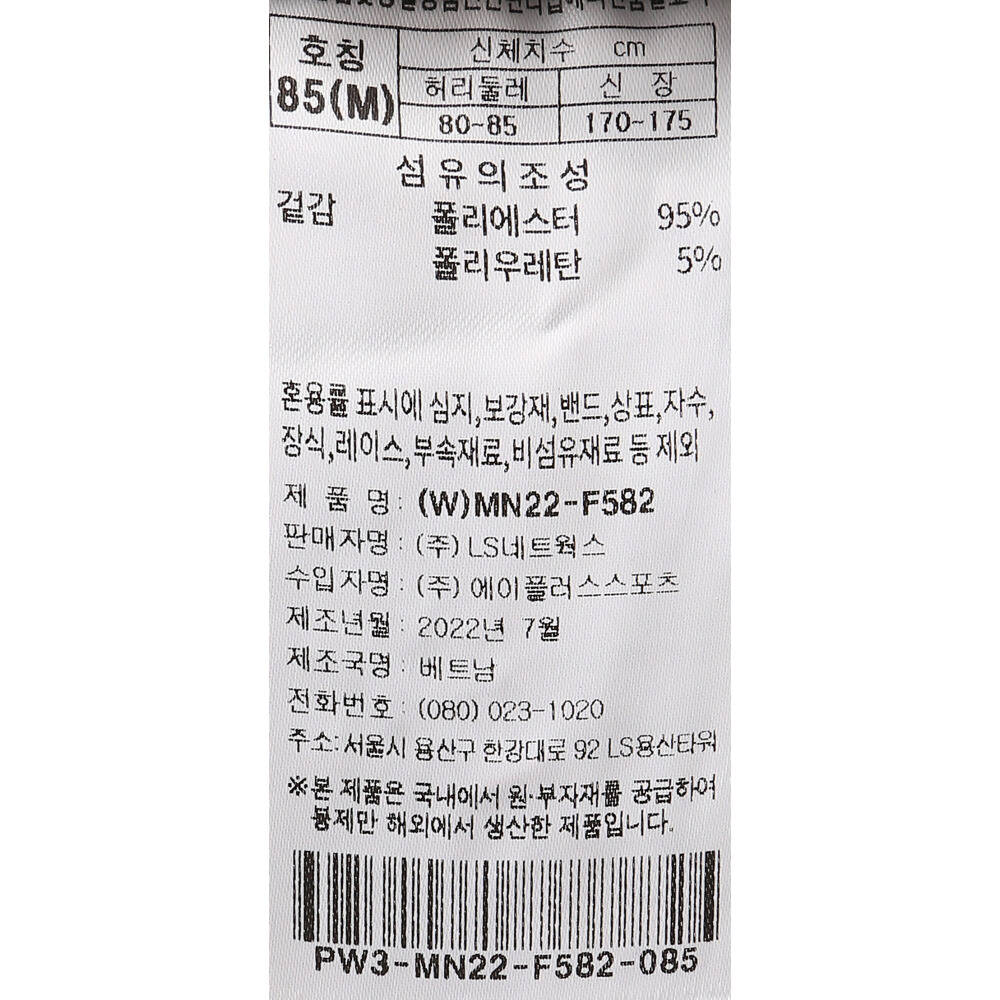 호칭 신체치수 cm
85(M) 허리둘레 신 장
80~85 170~175
섬유의조성
겉감 폴리에스터 95%
폴리우레탄 5%
혼용률 표시에 심지,보강재,밴드,상표,자수,
장식,레이스,부속재료,비섬유재료 등 제외
제 품 명 : (W)MN22-F582
판매자명 : (주) LS네트웍스
수입자명 : (주) 에이플러스스포츠
제조년월 : 2022년 7월
제조국명 : 베트남
전화번호 : (080) 023-1020
주소:서울시 용산구 한강대로 92 LS용산타워
※본 제품은 국내에서 원·부자재를 공급하여
봉제만 해외에서 생산한 제품입니다.
PW3-MN22-F582-085